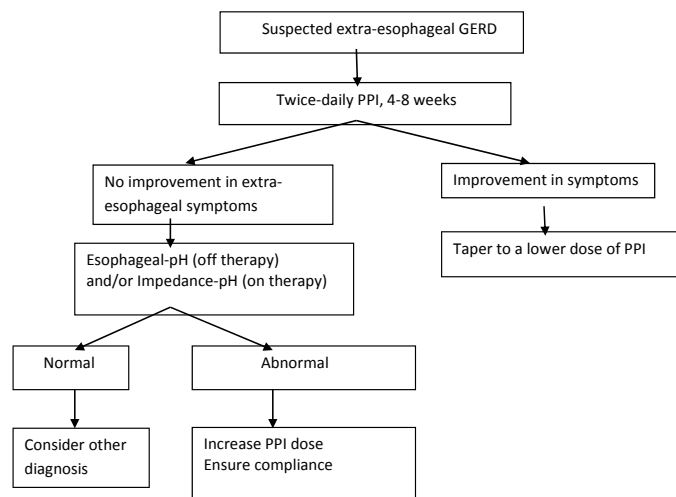 Suspected extra-esophageal GERD
Twice-daily PPI, 4-8 weeks
No improvement in extra-
esophageal symptoms
Improvement in symptoms
Esophageal-pH (off therapy)
and/or Impedance-pH (on therapy)
Taper to a lower dose of PPI
Normal
Abnormal
Consider other
diagnosis
Increase PPI dose
Ensure compliance